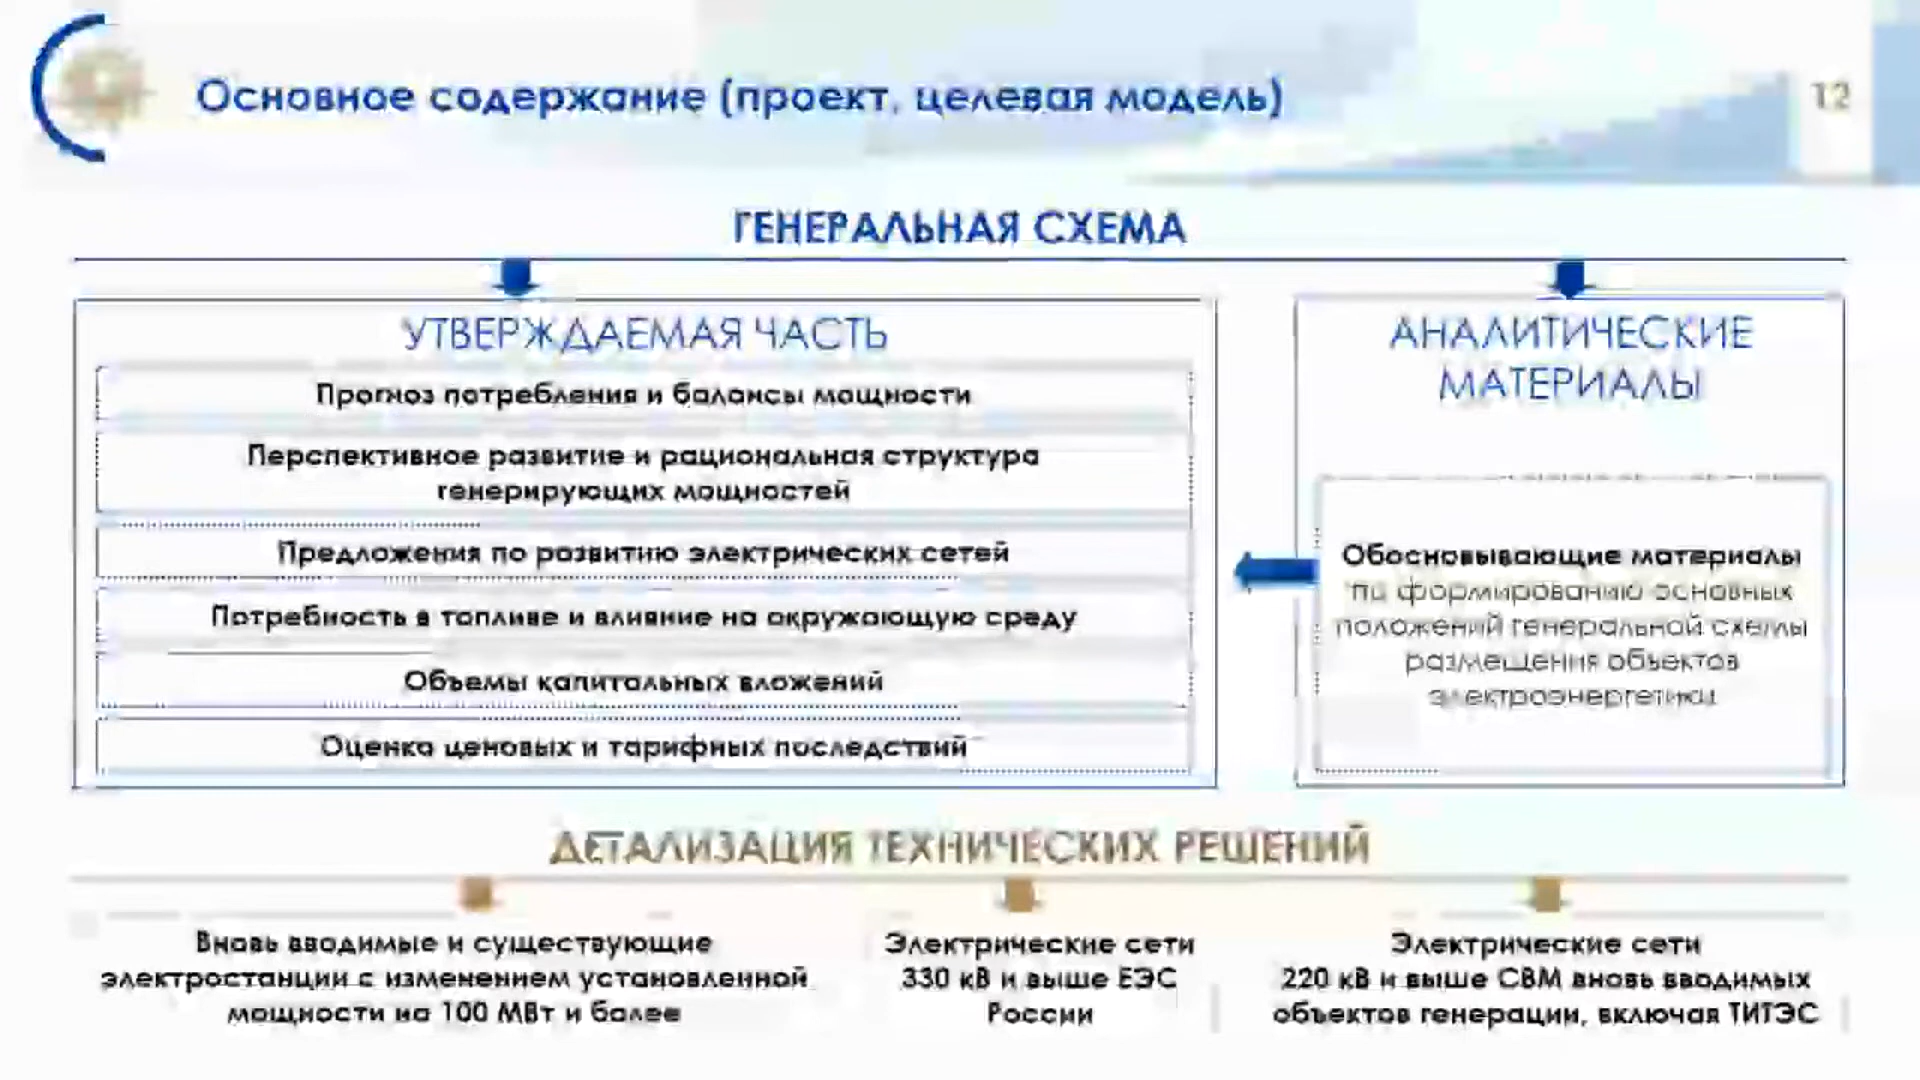 Основное содержание (проект, целевая модель)
12
ГЕНЕРАЛЬНАЯ СХЕМА
УТВЕРЖДАЕМАЯ ЧАСТЬ
Прогноз потребления и балансы мощности
Перспективное развитие и рациональная структура
генерирующих мощностей
Предложения по развитию электрических сетей
Потребность в топливе и влияние на окружающую среду
Объемы капитальных вложений
Оценка ценовых и тарифных последствий
АНАЛИТИЧЕСКИЕ
МАТЕРИАЛЫ
Обосновывающие материалы
по формированию основных
положений генеральной схемы
размещения объектов
электроэнергетики
ДЕТАЛИЗАЦИЯ ТЕХНИЧЕСКИХ РЕШЕНИЙ
Вновь вводимые и существующие
электростанции с изменением установленной
мощности на 100 МВт и более
Электрические сети
330 кВ и выше ЕЭС
России
Электрические сети
220 кВ и выше СВМ вновь вводимых
объектов генерации, включая ТИТЭС